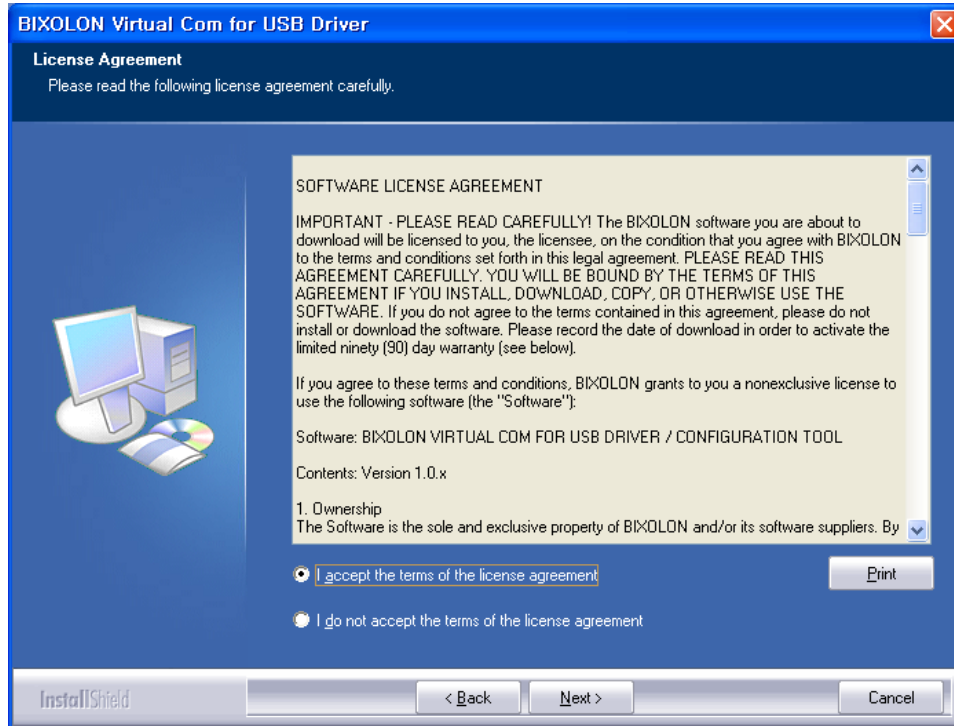 BIXOLON Virtual Com for USB Driver
License Agreement
Please read the following license agreement carefully.
SOFTWARE LICENSE AGREEMENT
IMPORTANT - PLEASE READ CAREFULLY! The BIXOLON software you are about to
download will be licensed to you, the licensee, on the condition that you agree with BIXOLON
to the terms and conditions set forth in this legal agreement. PLEASE READ THIS
AGREEMENT CAREFULLY. YOU WILL BE BOUND BY THE TERMS OF THIS
AGREEMENT IF YOU INSTALL, DOWNLOAD, COPY, OR OTHERWISE USE THE
SOFTWARE. If you do not agree to the terms contained in this agreement, please do not
install or download the software. Please record the date of download in order to activate the
limited ninety (90) day warranty (see below).
If you agree to these terms and conditions, BIXOLON grants to you a nonexclusive license to
use the following software (the "Software"):
Software: BIXOLON VIRTUAL COM FOR USB DRIVER / CONFIGURATION TOOL
Contents: Version 1.0.x
1. Ownership
The Software is the sole and exclusive property of BIXOLON and/or its software suppliers. By
I accept the terms of the license agreement
Print
I do not accept the terms of the license agreement
InstallShield
< Back
Next >
Cancel